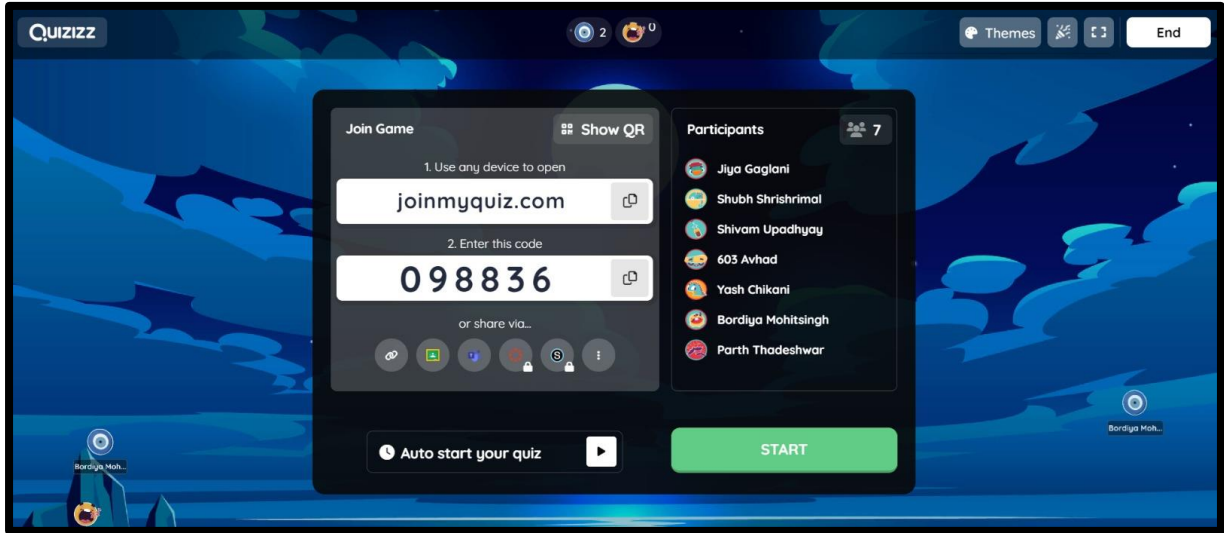 Quizizz
2
0
Themes
End
Join Game
Show QR
1. Use any device to open
joinmyquiz.com
2. Enter this code
098836
or share via...
Auto start your quiz
Participants
7
Jiya Gaglani
Shubh Shrishrimal
Shivam Upadhyay
603 Avhad
Yash Chikani
Bordiya Mohitsingh
Parth Thadeshwar
START
Bordiya Moh...
Bordiya Moh...